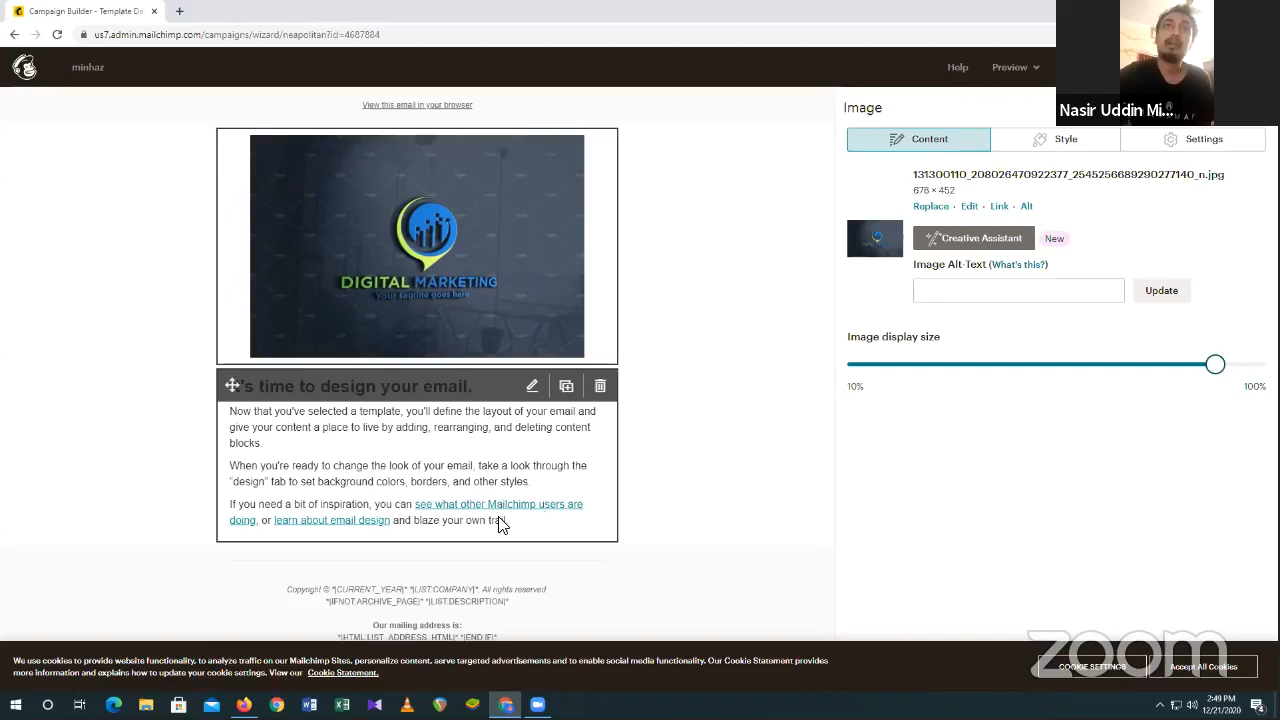 Campaign Builder - Template De
us7.admin.mailchimp.com/campaigns/wizard/neapolitan?id=4687884
minhaz
Help
Preview
Nasir Uddin Mi...
View this email in your browser
DIGITAL MARKETING
Your tagline goes here
's time to design your email.
Now that you've selected a template, you'll define the layout of your email and
give your content a place to live by adding, rearranging, and deleting content
blocks.
When you're ready to change the look of your email, take a look through the
"design" tab to set background colors, borders, and other styles.
If you need a bit of inspiration, you can see what other Mailchimp users are
doing, or learn about email design and blaze your own trail.
Copyright © *|CURRENT_YEAR|* *|LIST:COMPANY|*, All rights reserved.
*|IFNOT:ARCHIVE_PAGE|* *|LIST:DESCRIPTION|*
Our mailing address is:
*|HTML:LIST_ADDRESS_HTML|* *|END:IF|*
Image
Content
Style
Settings
131300110_208026470922377_2545256689290277140_n.jpg
678 × 452
Replace · Edit · Link · Alt
Creative Assistant
New
Image Alt-Text (What's this?)
Update
Image display size
10%
100%
We use cookies to provide website functionality, to analyze traffic on our Mailchimp Sites, personalize content, serve targeted advertisements and to enable social media functionality. Our Cookie Statement provides
more information and explains how to update your cookie settings. View our Cookie Statement.
COOKIE SETTINGS
Accept All Cookies
zoom
2:49 PM
12/21/2020